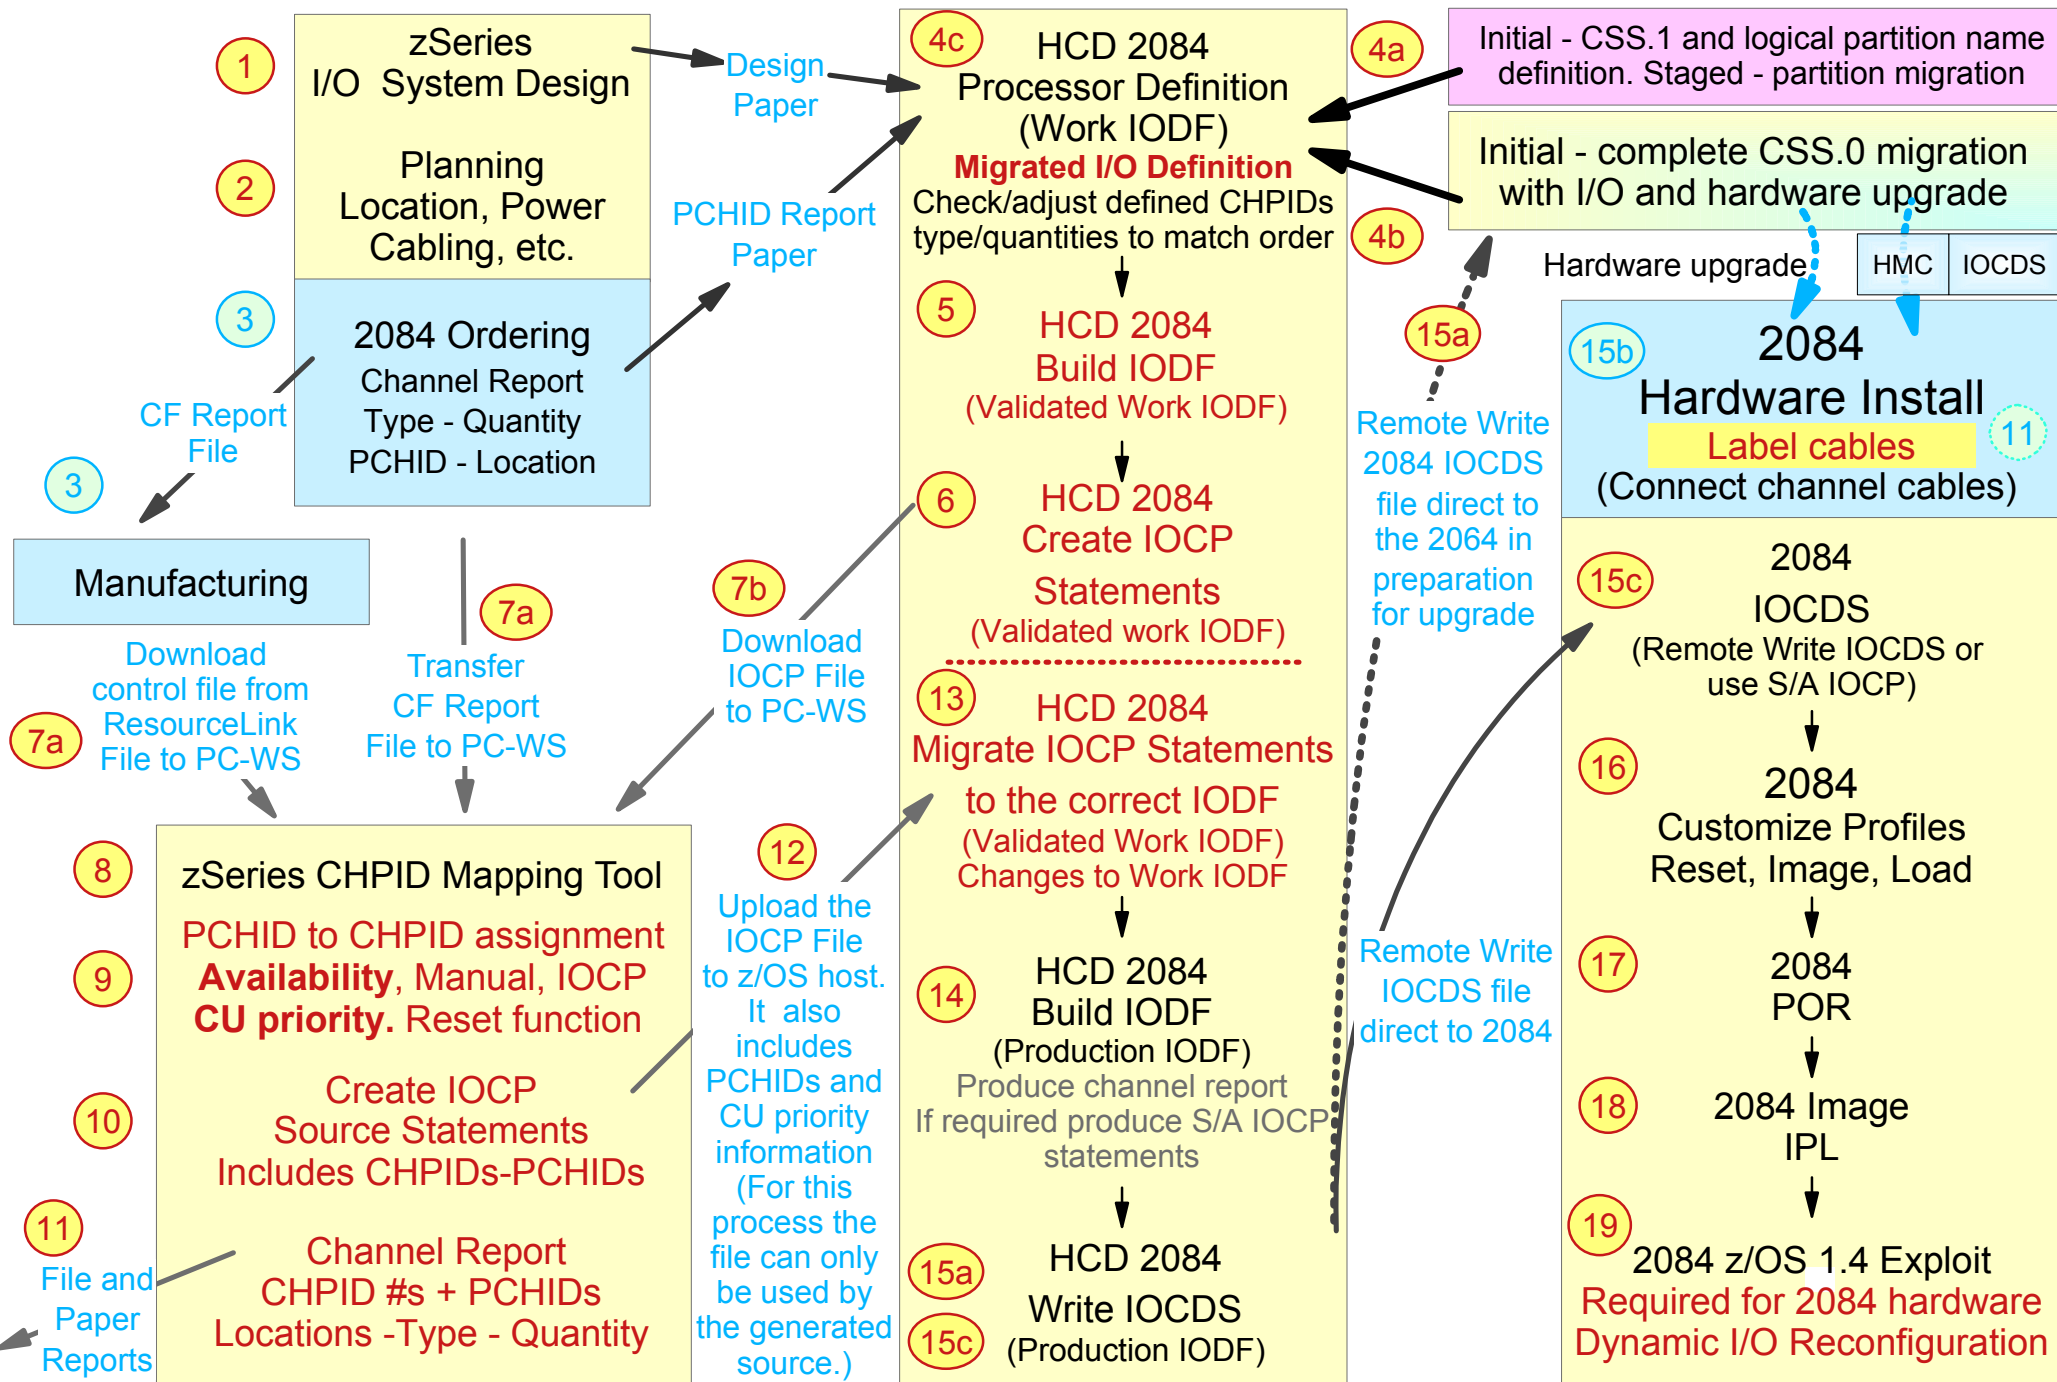 1
zSeries
I/O System Design
2
Planning
Location, Power
Cabling, etc.
3
2084 Ordering
Channel Report
Type - Quantity
PCHID - Location
Design
Paper
PCHID Report
Paper
CF Report
File
3
Manufacturing
7a
Download
control file from
ResourceLink
File to PC-WS
7a
Transfer
CF Report
File to PC-WS
7b
Download
IOCP File
to PC-WS
8
zSeries CHPID Mapping Tool
9
PCHID to CHPID assignment
Availability, Manual, IOCP
CU priority. Reset function
10
Create IOCP
Source Statements
Includes CHPIDs-PCHIDs
11
Channel Report
CHPID #s + PCHIDs
Locations -Type - Quantity
File and
Paper
Reports
12
Upload the
IOCP File
to z/OS host.
It also
includes
PCHIDs and
CU priority
information
(For this
process the
file can only
be used by
the generated
source.)
4c
HCD 2084
Processor Definition
(Work IODF)
Migrated I/O Definition
Check/adjust defined CHPIDs
type/quantities to match order
5
HCD 2084
Build IODF
(Validated Work IODF)
6
HCD 2084
Create IOCP
Statements
(Validated work IODF)
13
HCD 2084
Migrate IOCP Statements
to the correct IODF
(Validated Work IODF)
Changes to Work IODF
14
HCD 2084
Build IODF
(Production IODF)
Produce channel report
If required produce S/A IOCP
statements
15a
HCD 2084
Write IOCDS
15c
(Production IODF)
4a
Initial - CSS.1 and logical partition name
definition. Staged - partition migration
4b
Initial - complete CSS.0 migration
with I/O and hardware upgrade
Hardware upgrade
HMC
IOCDS
15a
Remote Write
2084 IOCDS
file direct to
the 2064 in
preparation
for upgrade
Remote Write
IOCDS file
direct to 2084
15b
2084
Hardware Install
Label cables
11
(Connect channel cables)
15c
2084
IOCDS
(Remote Write IOCDS or
use S/A IOCP)
16
2084
Customize Profiles
Reset, Image, Load
17
2084
POR
18
2084 Image
IPL
19
2084 z/OS 1.4 Exploit
Required for 2084 hardware
Dynamic I/O Reconfiguration